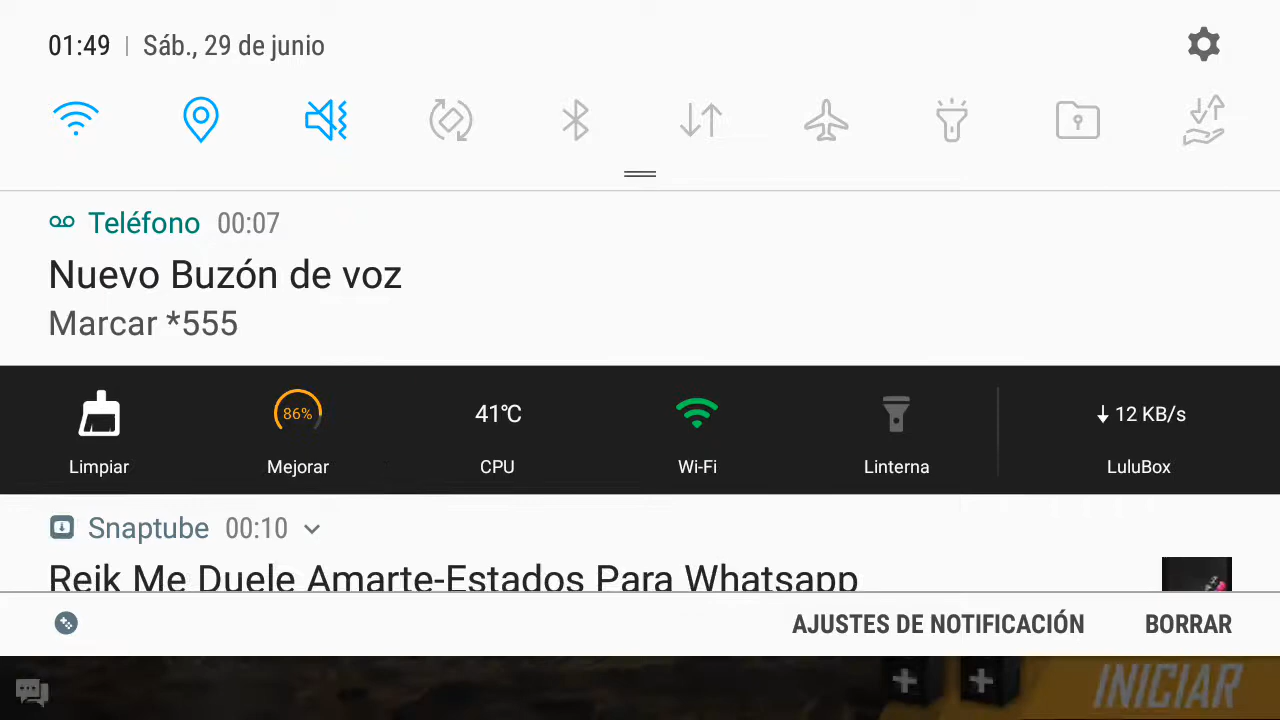 01:49 | Sáb., 29 de junio
Teléfono 00:07
Nuevo Buzón de voz
Marcar *555
86% 41°C 12 KB/s
Limpiar Mejorar CPU Wi-Fi Linterna LuluBox
Snaptube 00:10
Reik Me Duele Amarte-Estados Para Whatsapp
AJUSTES DE NOTIFICACIÓN BORRAR
INICIAR